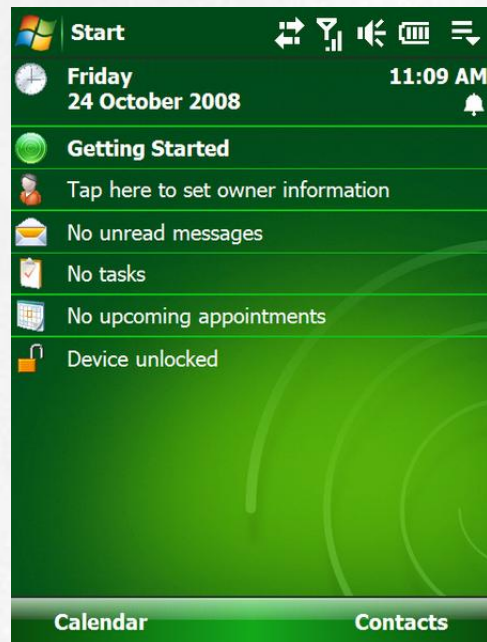 Start
Friday
11:09 AM
24 October 2008
Getting Started
Tap here to set owner information
No unread messages
No tasks
No upcoming appointments
Device unlocked
Calendar
Contacts